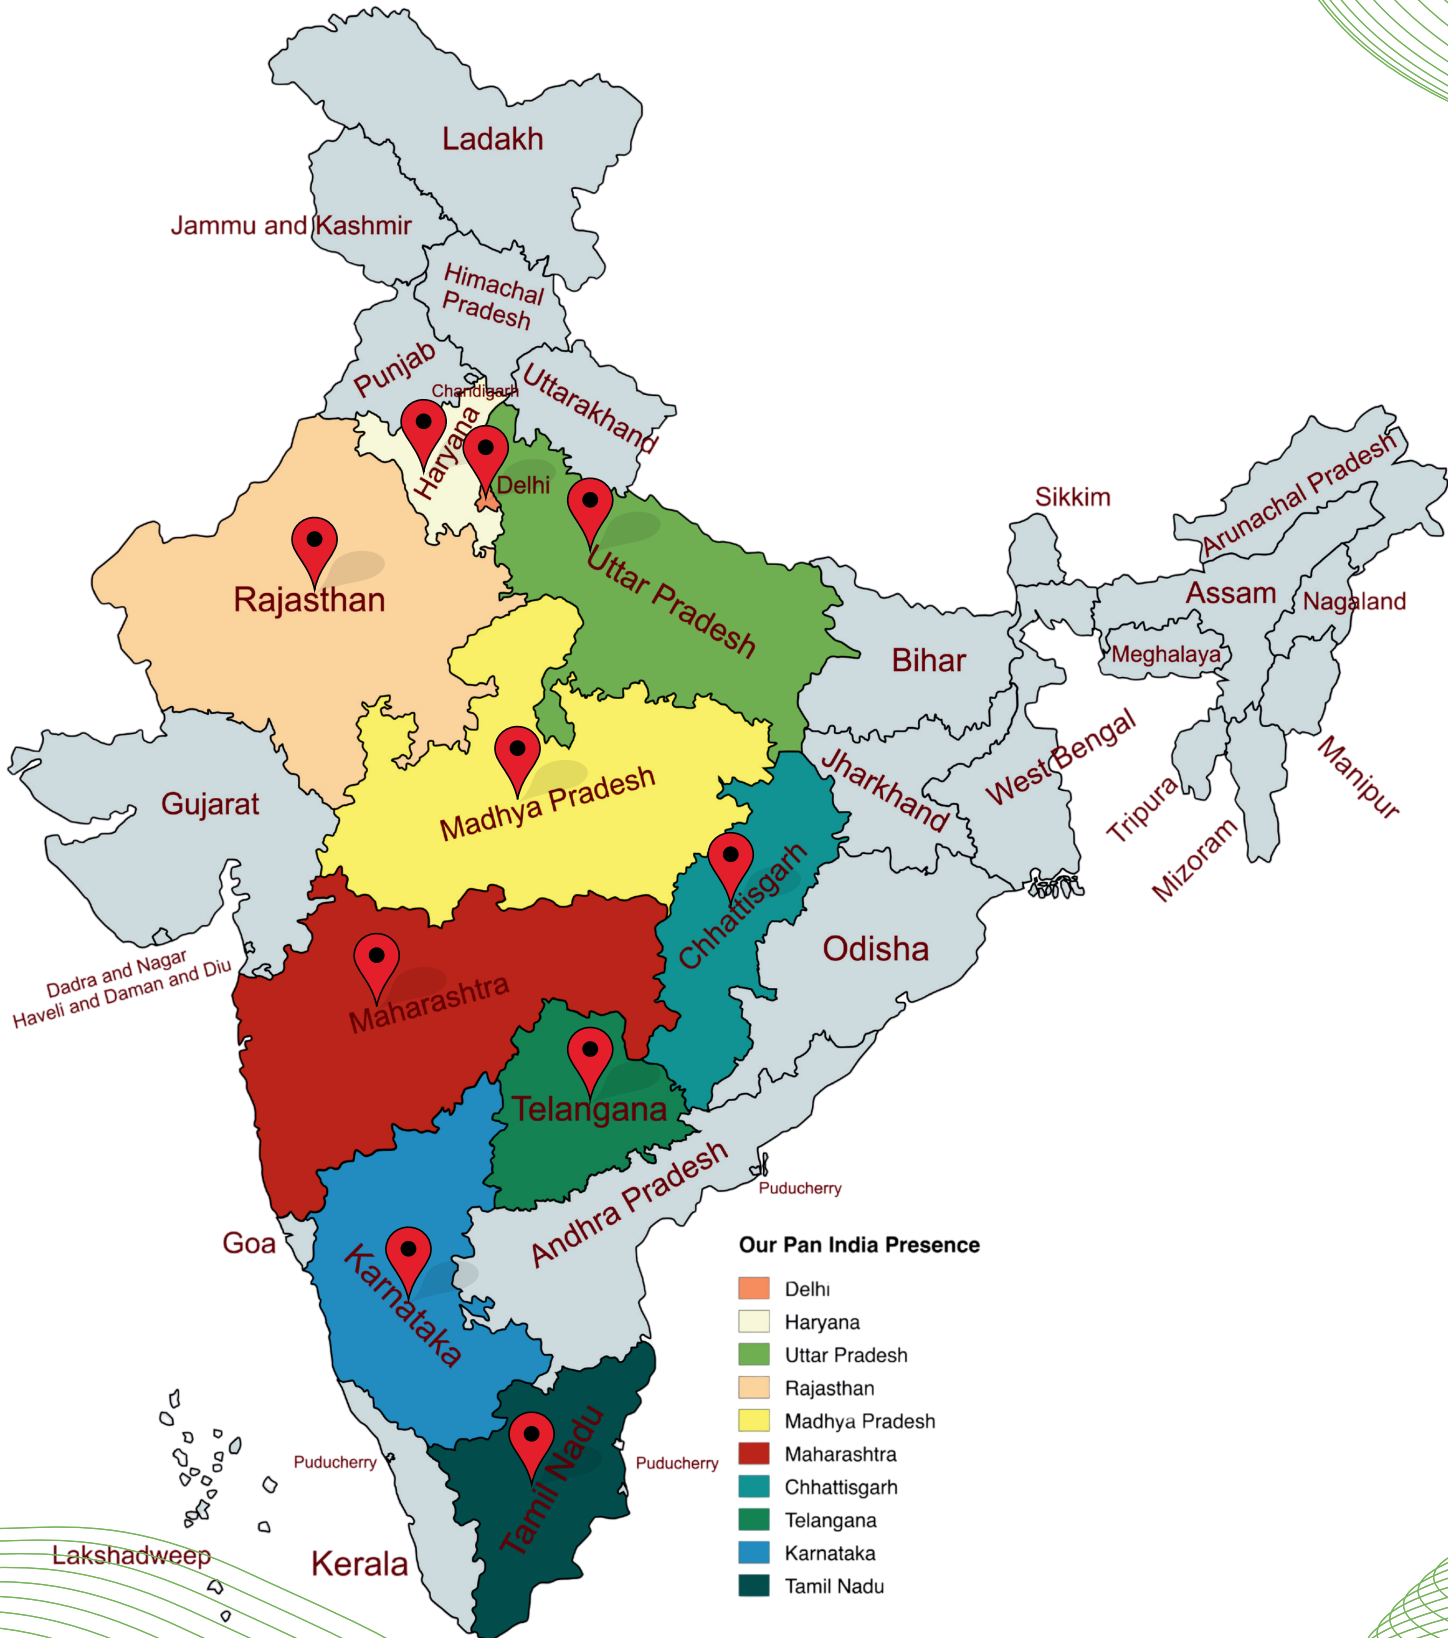 Ladakh
Jammu and Kashmir
Himachal
Pradesh
Punjab
Chandigarh
Uttarakhand
Haryana
Delhi
Uttar Pradesh
Rajasthan
Sikkim
Arunachal Pradesh
Assam
Nagaland
Meghalaya
Bihar
Manipur
Tripura
Mizoram
West Bengal
Jharkhand
Gujarat
Madhya Pradesh
Chhattisgarh
Odisha
Dadra and Nagar
Haveli and Daman and Diu
Maharashtra
Telangana
Andhra Pradesh
Puducherry
Goa
Karnataka
Puducherry
Puducherry
Tamil Nadu
Lakshadweep
Kerala
Our Pan India Presence
Delhi
Haryana
Uttar Pradesh
Rajasthan
Madhya Pradesh
Maharashtra
Chhattisgarh
Telangana
Karnataka
Tamil Nadu